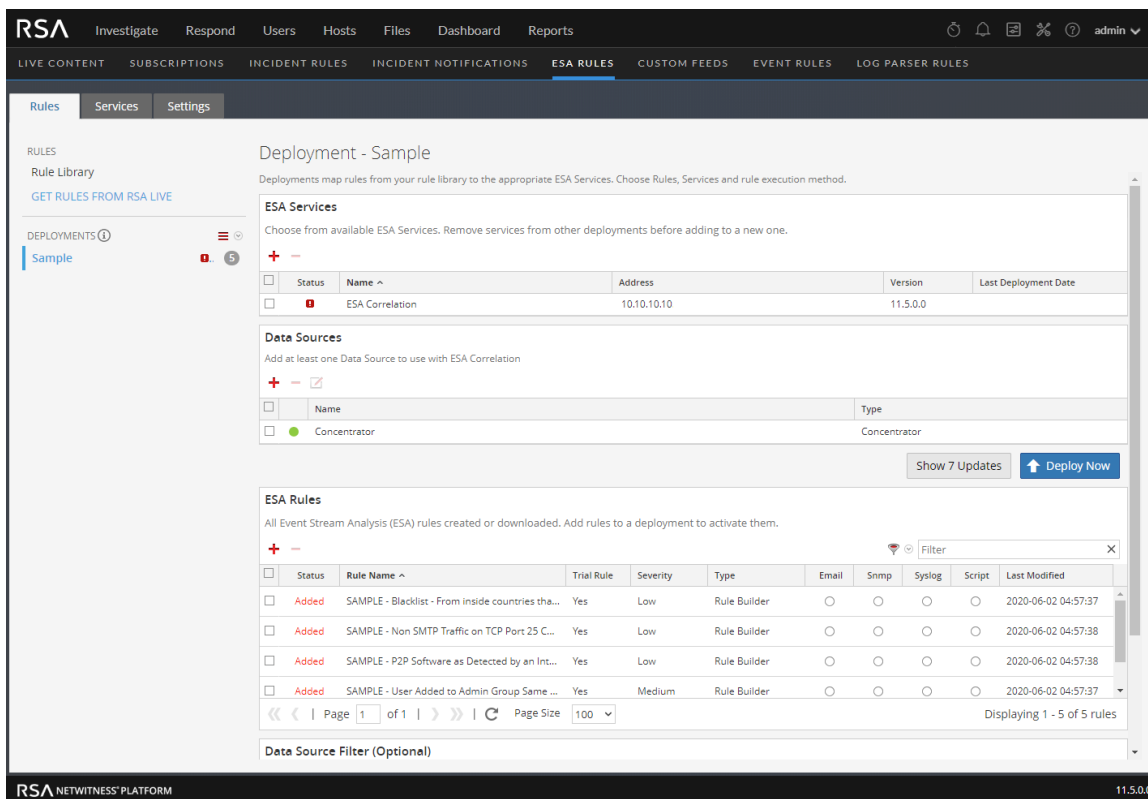 RSA Investigate Respond Users Hosts Files Dashboard Reports admin
LIVE CONTENT SUBSCRIPTIONS INCIDENT RULES INCIDENT NOTIFICATIONS ESA RULES CUSTOM FEEDS EVENT RULES LOG PARSER RULES
Rules Services Settings
RULES
Rule Library
GET RULES FROM RSA LIVE
DEPLOYMENTS
Sample 5
Deployment - Sample
Deployments map rules from your rule library to the appropriate ESA Services. Choose Rules, Services and rule execution method.
ESA Services
Choose from available ESA Services. Remove services from other deployments before adding to a new one.
Status Name Address Version Last Deployment Date
ESA Correlation 10.10.10.10 11.5.0.0
Data Sources
Add at least one Data Source to use with ESA Correlation
Name Type
Concentrator Concentrator
Show 7 Updates Deploy Now
ESA Rules
All Event Stream Analysis (ESA) rules created or downloaded. Add rules to a deployment to activate them.
Filter
Status Rule Name Trial Rule Severity Type Email Snmp Syslog Script Last Modified
Added SAMPLE - Blacklist - From inside countries tha... Yes Low Rule Builder 2020-06-02 04:57:37
Added SAMPLE - Non SMTP Traffic on TCP Port 25 C... Yes Low Rule Builder 2020-06-02 04:57:38
Added SAMPLE - P2P Software as Detected by an Int... Yes Low Rule Builder 2020-06-02 04:57:38
Added SAMPLE - User Added to Admin Group Same ... Yes Medium Rule Builder 2020-06-02 04:57:37
Page 1 of 1 Page Size 100 Displaying 1 - 5 of 5 rules
Data Source Filter (Optional)
RSA NETWITNESS® PLATFORM 11.5.0.